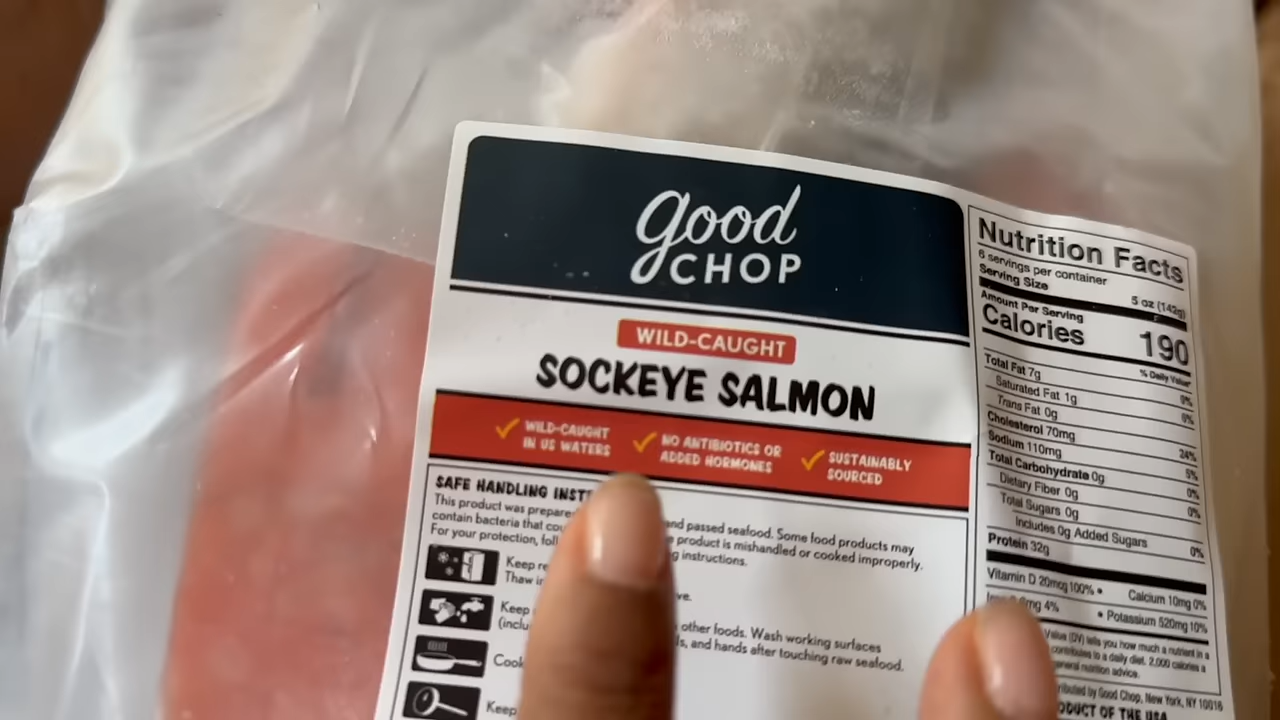 good
CHOP
WILD-CAUGHT
SOCKEYE SALMON
WILD-CAUGHT
IN US WATERS
NO ANTIBIOTICS OR
ADDED HORMONES
SUSTAINABLY
SOURCED
SAFE HANDLING
This product was prepared and passed seafood. Some food products may
contain bacteria that product is mishandled or cooked improperly.
For your protection, instructions.
Keep
Thaw
Keep other foods. Wash working surfaces
and hands after touching raw seafood.
Cook
Keep
Nutrition Facts
6 servings per container
Serving Size 5 oz (142g)
Amount Per Serving
Calories 190
% Daily Value*
Total Fat 7g 9%
Saturated Fat 1g 6%
Trans Fat 0g
Cholesterol 70mg 24%
Sodium 110mg 5%
Total Carbohydrate 0g 0%
Dietary Fiber 0g 0%
Total Sugars 0g
Includes 0g Added Sugars 0%
Protein 32g
Vitamin D 20mcg 100% • Calcium 10mg 0%
4% • Potassium 520mg 10%
Value (DV) tells you how much a nutrient in a
contributes to a daily diet. 2,000 calories a
general nutrition advice.
by Good Chop, New York, NY 10016
OF THE USA